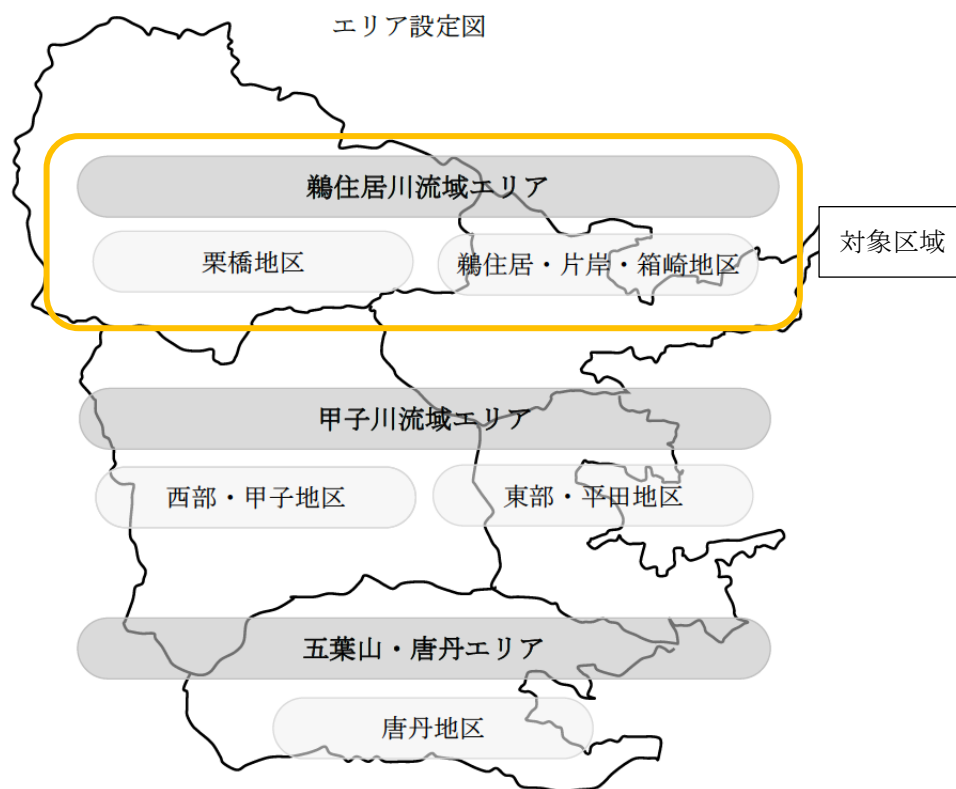 エリア設定図
鵜住居川流域エリア
栗橋地区
鵜住居・片岸・箱崎地区
対象区域
甲子川流域エリア
西部・甲子地区
東部・平田地区
五葉山・唐丹エリア
唐丹地区